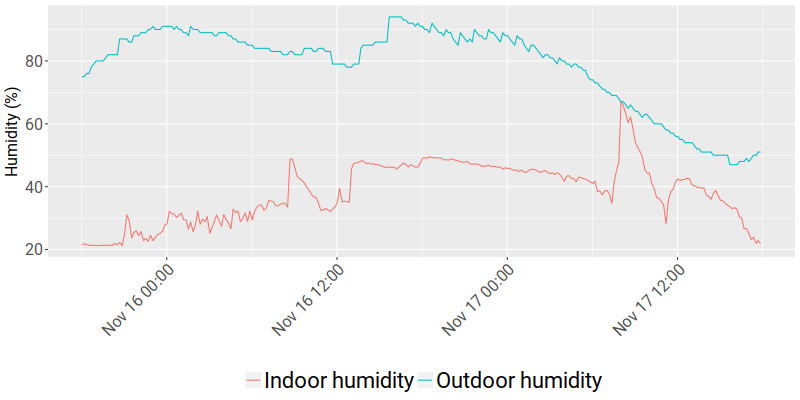 Humidity (%)
80
60
40
20
Nov 16 00:00
Nov 16 12:00
Nov 17 00:00
Nov 17 12:00
Indoor humidity
Outdoor humidity